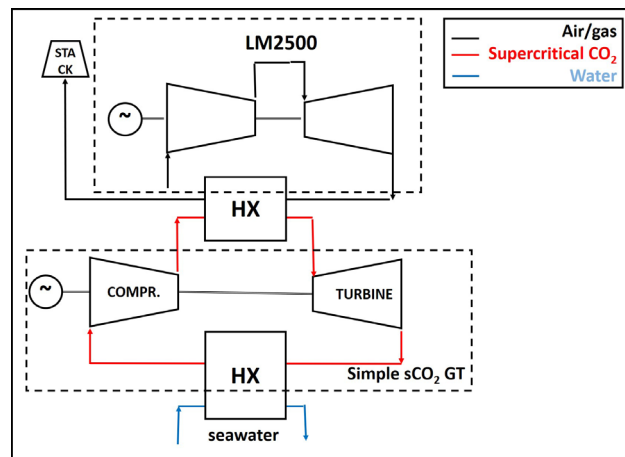 Air/gas
Supercritical CO₂
Water
LM2500
STA
CK
~
HX
~
COMPR.
TURBINE
HX
Simple sCO₂ GT
seawater